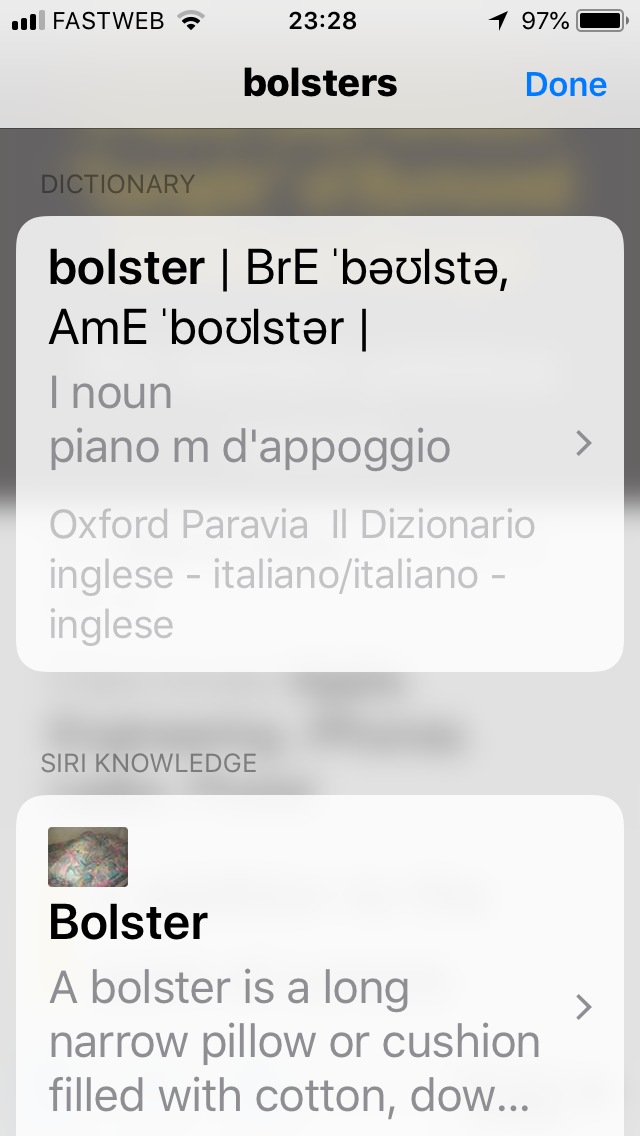 FASTWEB 23:28 97%
bolsters Done
DICTIONARY
bolster | BrE ˈbəʊlstə,
AmE ˈboʊlstər |
I noun
piano m d'appoggio
Oxford Paravia Il Dizionario
inglese - italiano/italiano -
inglese
SIRI KNOWLEDGE
Bolster
A bolster is a long
narrow pillow or cushion
filled with cotton, dow...